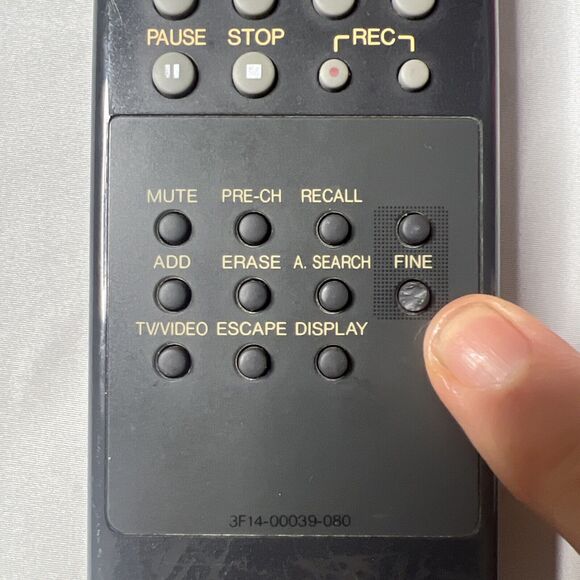 PAUSE STOP REC
MUTE PRE-CH RECALL
ADD ERASE A. SEARCH FINE
TV/VIDEO ESCAPE DISPLAY
3F14-00039-080